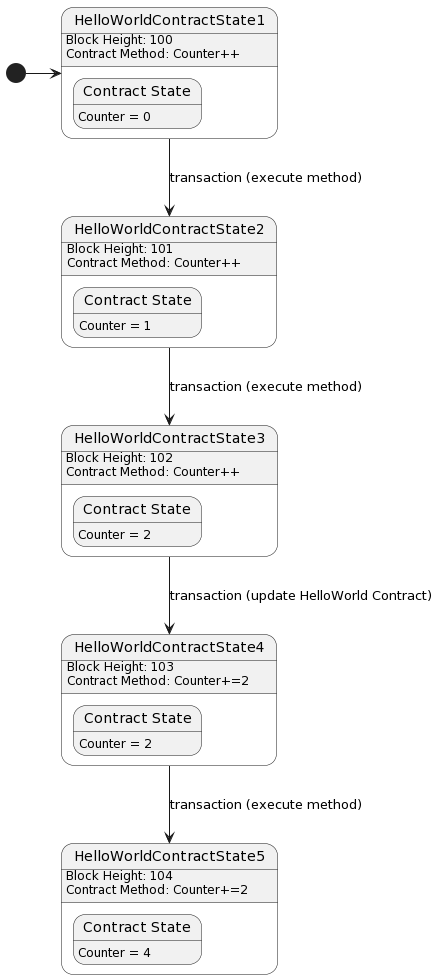 HelloWorldContractState1
Block Height: 100
Contract Method: Counter++
Contract State
Counter = 0
transaction (execute method)
HelloWorldContractState2
Block Height: 101
Contract Method: Counter++
Contract State
Counter = 1
transaction (execute method)
HelloWorldContractState3
Block Height: 102
Contract Method: Counter++
Contract State
Counter = 2
transaction (update HelloWorld Contract)
HelloWorldContractState4
Block Height: 103
Contract Method: Counter+=2
Contract State
Counter = 2
transaction (execute method)
HelloWorldContractState5
Block Height: 104
Contract Method: Counter+=2
Contract State
Counter = 4